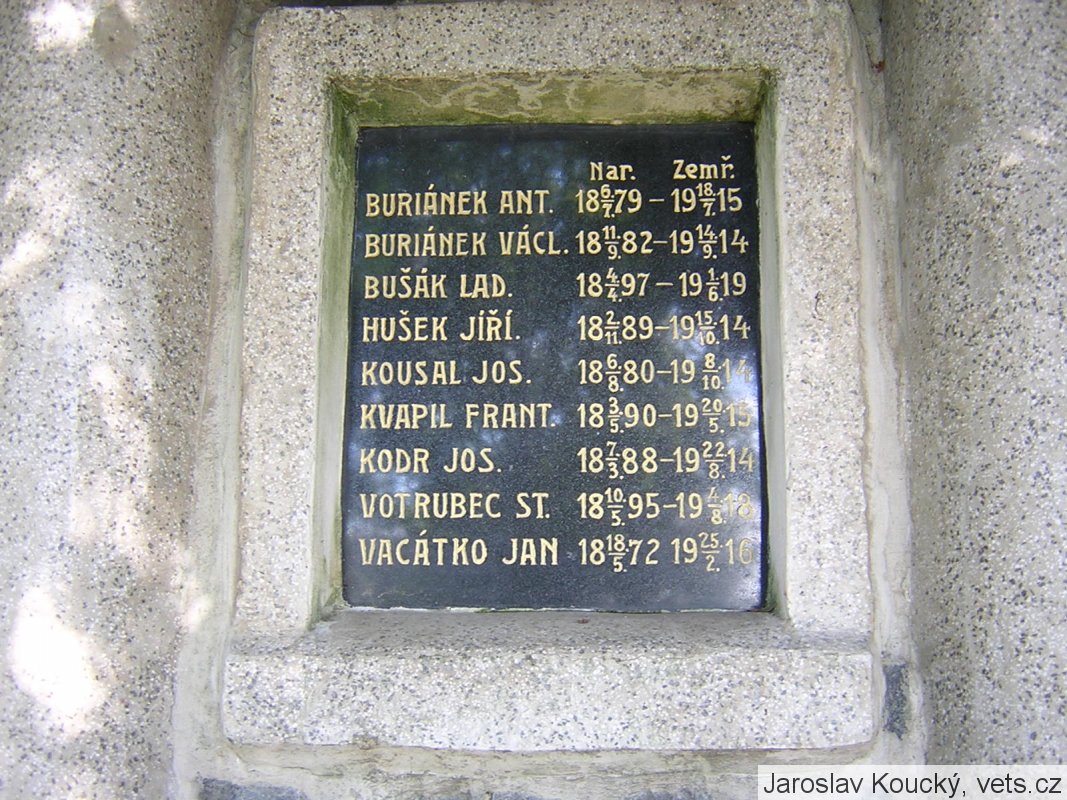 Nar. Zemř.
BURIÁNEK ANT. 18 6/7. 79 – 19 18/7. 15
BURIÁNEK VÁCL. 18 11/9. 82 – 19 14/9. 14
BUŠÁK LAD. 18 4/4. 97 – 19 1/6. 19
HUŠEK JÍŘÍ. 18 2/11. 89 – 19 15/10. 14
KOUSAL JOS. 18 6/8. 80 – 19 8/10. 14
KVAPIL FRANT. 18 3/5. 90 – 19 20/5. 15
KODR JOS. 18 7/3. 88 – 19 22/8. 14
VOTRUBEC ST. 18 10/5. 95 – 19 4/8. 18
VACÁTKO JAN 18 18/5. 72 19 25/2. 16
Jaroslav Koucký, vets.cz